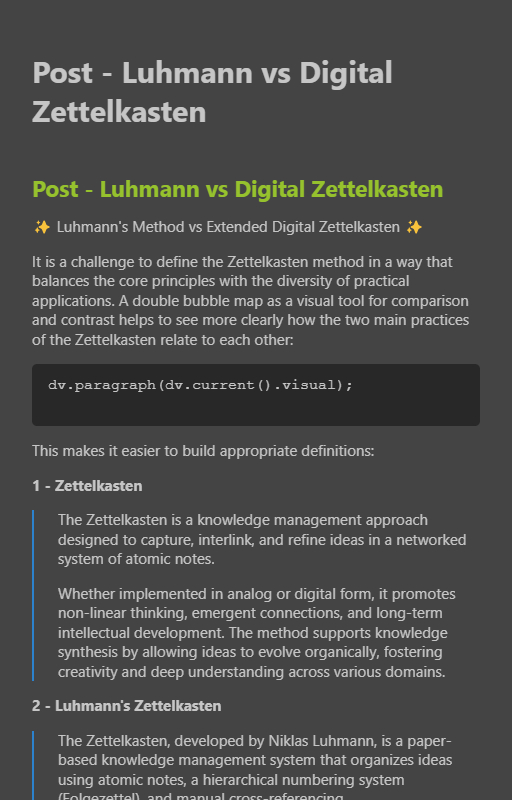 Post - Luhmann vs Digital
Zettelkasten
Post - Luhmann vs Digital Zettelkasten
✨ Luhmann's Method vs Extended Digital Zettelkasten ✨
It is a challenge to define the Zettelkasten method in a way that
balances the core principles with the diversity of practical
applications. A double bubble map as a visual tool for comparison
and contrast helps to see more clearly how the two main practices
of the Zettelkasten relate to each other:
dv.paragraph(dv.current().visual);
This makes it easier to build appropriate definitions:
1 - Zettelkasten
The Zettelkasten is a knowledge management approach
designed to capture, interlink, and refine ideas in a networked
system of atomic notes.
Whether implemented in analog or digital form, it promotes
non-linear thinking, emergent connections, and long-term
intellectual development. The method supports knowledge
synthesis by allowing ideas to evolve organically, fostering
creativity and deep understanding across various domains.
2 - Luhmann's Zettelkasten
The Zettelkasten, developed by Niklas Luhmann, is a paper-
based knowledge management system that organizes ideas
using atomic notes, a hierarchical numbering system
(Folgezettel), and manual cross-referencing.